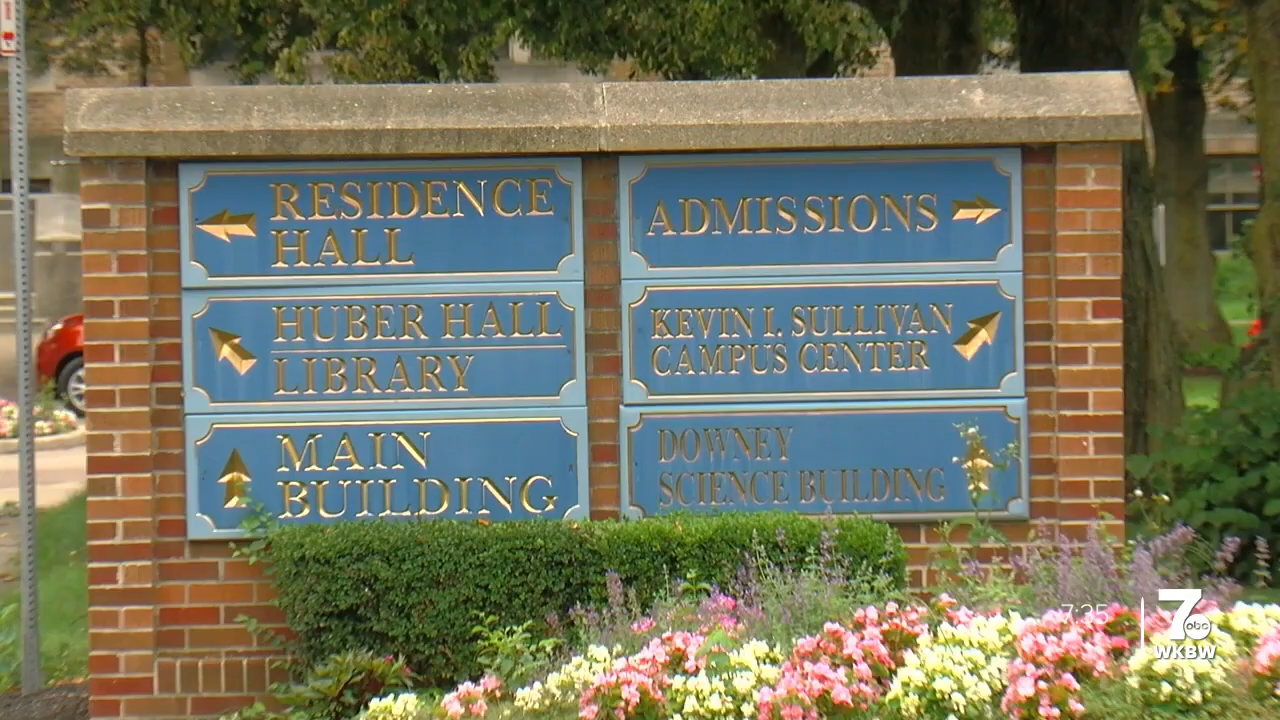 RESIDENCE
HALL
HUBER HALL
LIBRARY
MAIN
BUILDING
ADMISSIONS
KEVIN I. SULLIVAN
CAMPUS CENTER
DOWNEY
SCIENCE BUILDING
7:35
7
abc
WKBW